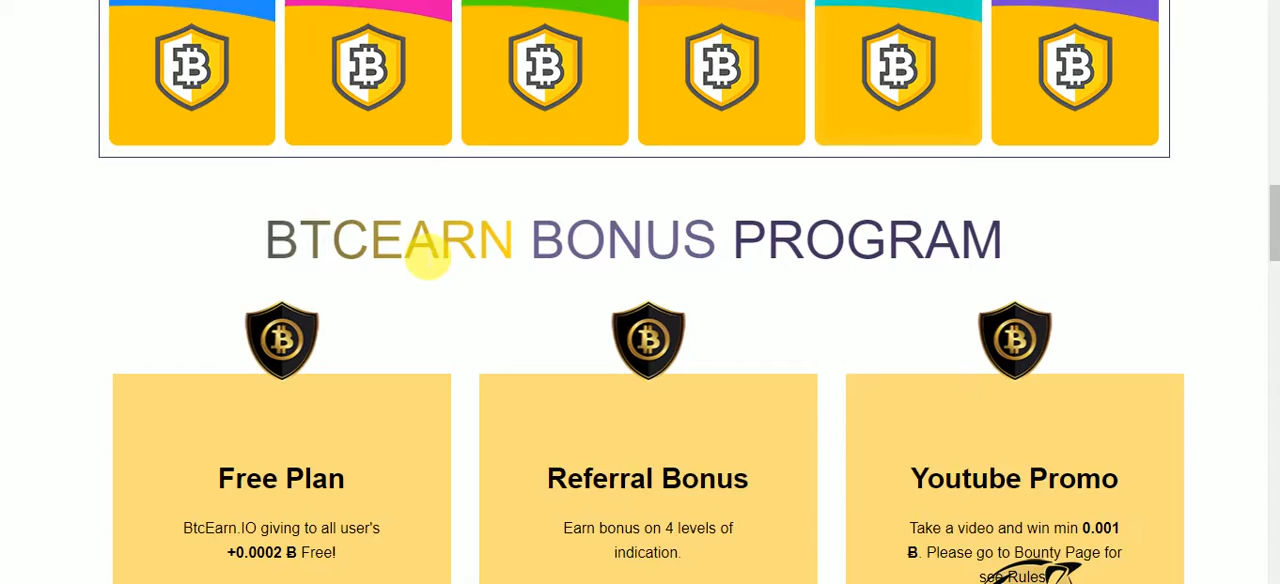 BTCEARN BONUS PROGRAM
Free Plan
BtcEarn.IO giving to all user's
+0.0002 Ƀ Free!
Referral Bonus
Earn bonus on 4 levels of
indication.
Youtube Promo
Take a video and win min 0.001
Ƀ. Please go to Bounty Page for
see Rules